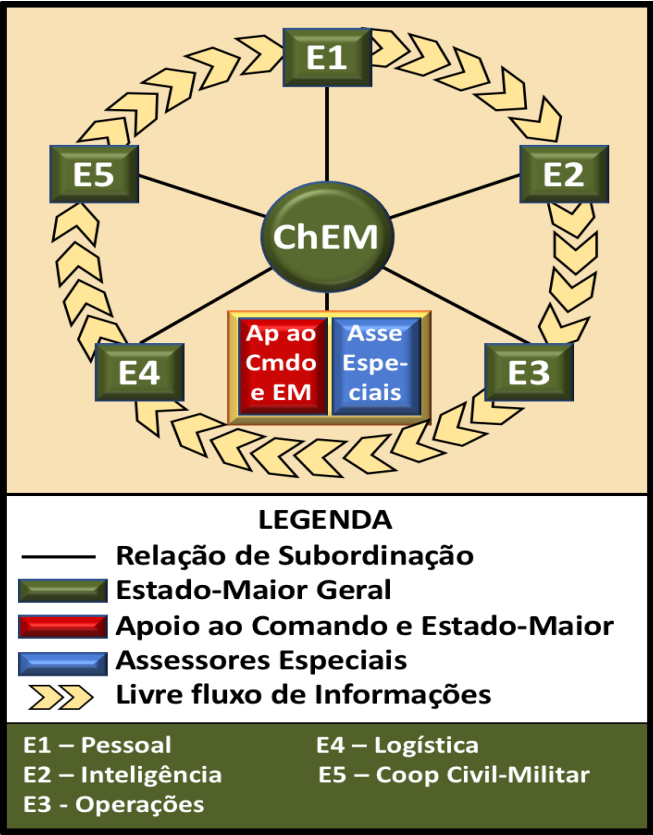 E1
E5
E2
ChEM
Ap ao
Cmdo
e EM
Asse
Espe-
ciais
E4
E3
LEGENDA
Relação de Subordinação
Estado-Maior Geral
Apoio ao Comando e Estado-Maior
Assessores Especiais
Livre fluxo de Informações
E1 – Pessoal
E4 – Logística
E2 – Inteligência
E5 – Coop Civil-Militar
E3 - Operações